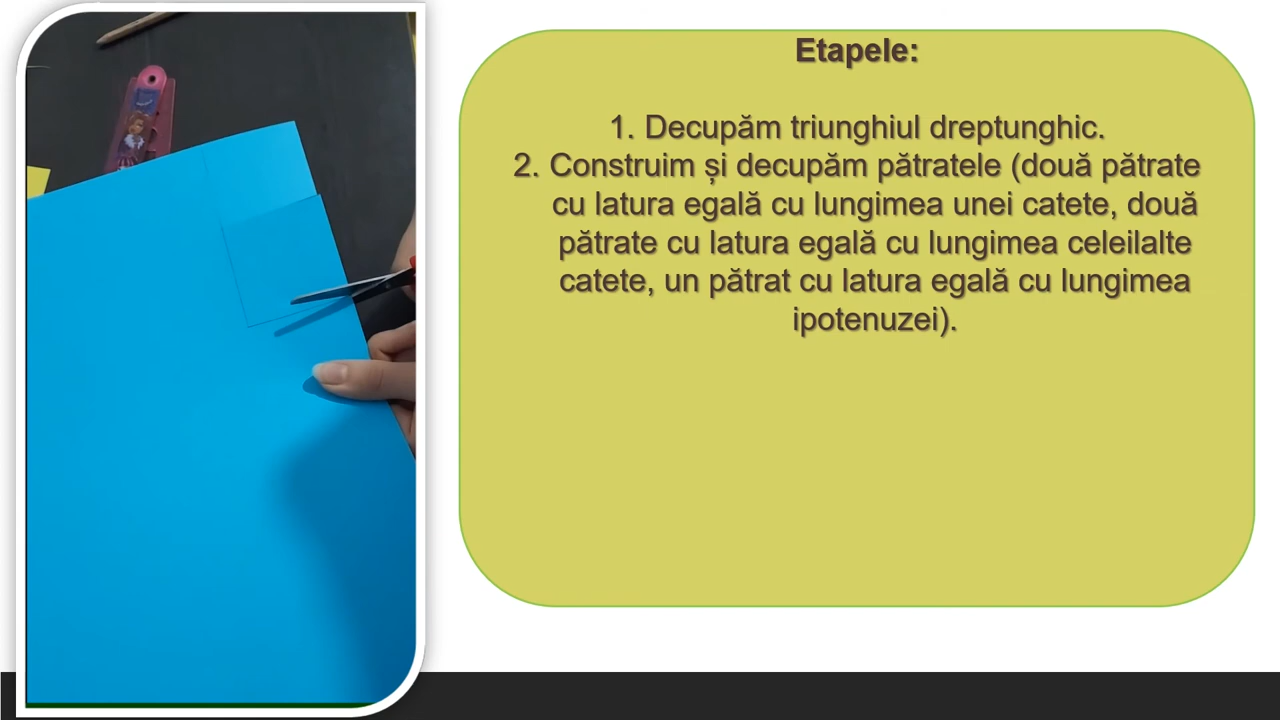 Etapele:
1. Decupăm triunghiul dreptunghic.
2. Construim și decupăm pătratele (două pătrate
cu latura egală cu lungimea unei catete, două
pătrate cu latura egală cu lungimea celeilalte
catete, un pătrat cu latura egală cu lungimea
ipotenuzei).